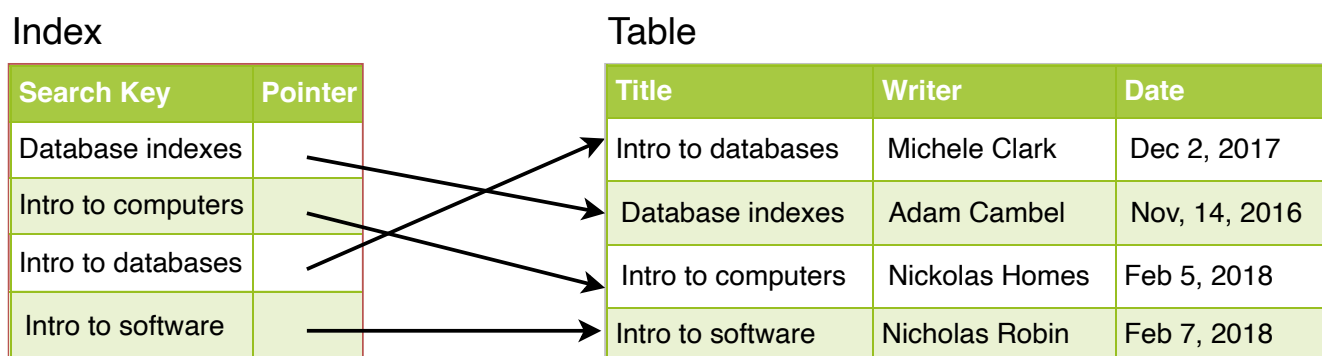 Index
Search Key Pointer
Database indexes
Intro to computers
Intro to databases
Intro to software
Table
Title Writer Date
Intro to databases Michele Clark Dec 2, 2017
Database indexes Adam Cambel Nov, 14, 2016
Intro to computers Nickolas Homes Feb 5, 2018
Intro to software Nicholas Robin Feb 7, 2018